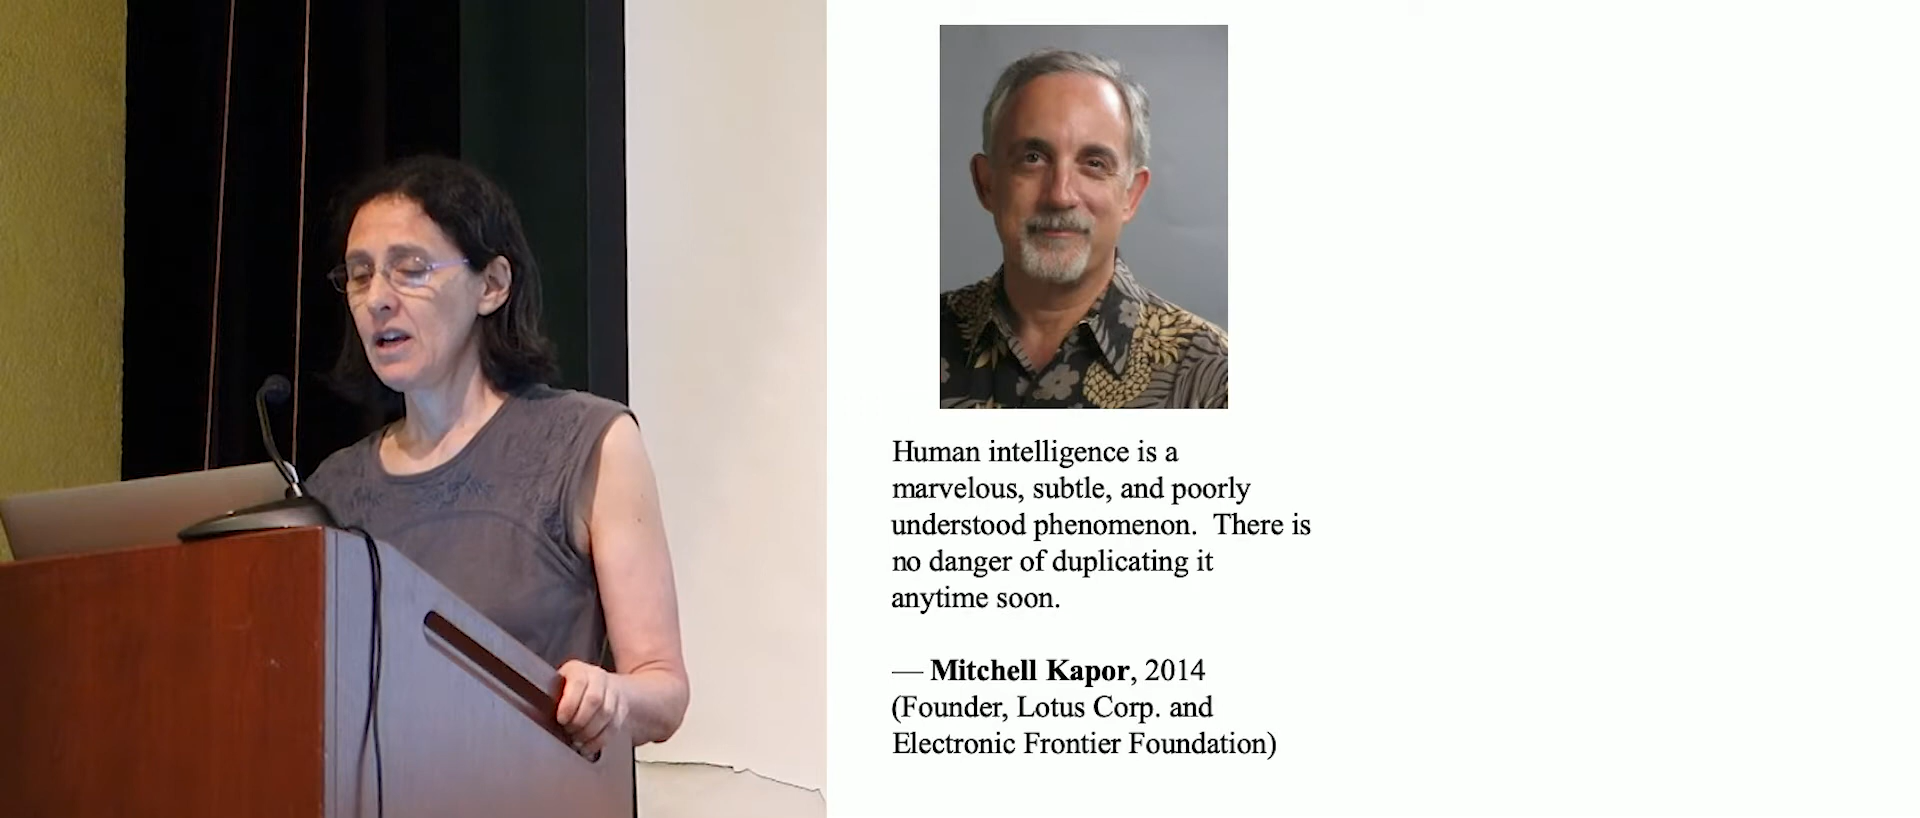 Human intelligence is a
marvelous, subtle, and poorly
understood phenomenon.  There is
no danger of duplicating it
anytime soon.
— Mitchell Kapor, 2014
(Founder, Lotus Corp. and
Electronic Frontier Foundation)